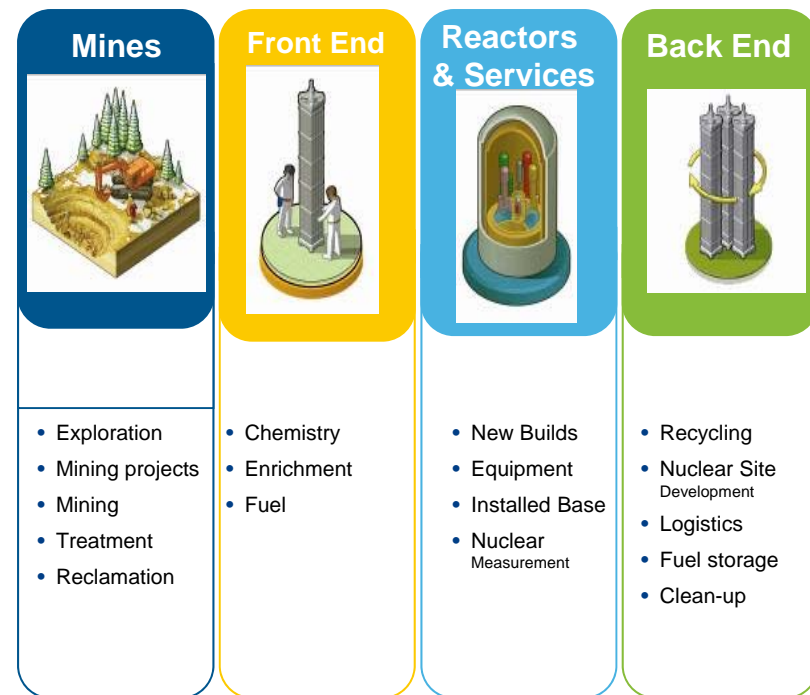 Mines
Exploration
Mining projects
Mining
Treatment
Reclamation
Front End
Chemistry
Enrichment
Fuel
Reactors
& Services
New Builds
Equipment
Installed Base
Nuclear
Measurement
Back End
Recycling
Nuclear Site
Development
Logistics
Fuel storage
Clean-up